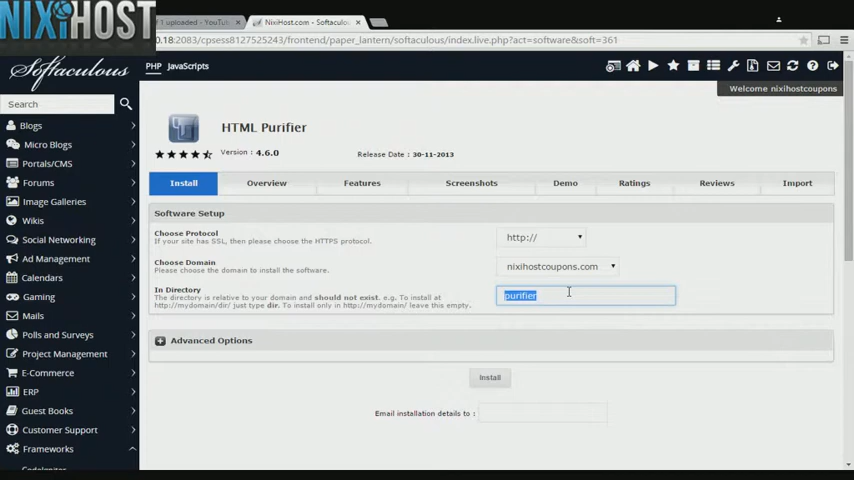 NIXIHOST
1 uploaded - YouTub
NixiHost.com - Softaculous
0.18:2083/cpsess8127525243/frontend/paper_lantern/softaculous/index.live.php?act=software&soft=361
Softaculous
PHP JavaScripts
Welcome nixihostcoupons
Search
Blogs
Micro Blogs
Portals/CMS
Forums
Image Galleries
Wikis
Social Networking
Ad Management
Calendars
Gaming
Mails
Polls and Surveys
Project Management
E-Commerce
ERP
Guest Books
Customer Support
Frameworks
HTML Purifier
Version : 4.6.0
Release Date : 30-11-2013
Install Overview Features Screenshots Demo Ratings Reviews Import
Software Setup
Choose Protocol
If your site has SSL, then please choose the HTTPS protocol.
http://
Choose Domain
Please choose the domain to install the software.
nixihostcoupons.com
In Directory
The directory is relative to your domain and should not exist. e.g. To install at
http://mydomain/dir/ just type dir. To install only in http://mydomain/ leave this empty.
purifier
Advanced Options
Install
Email installation details to :